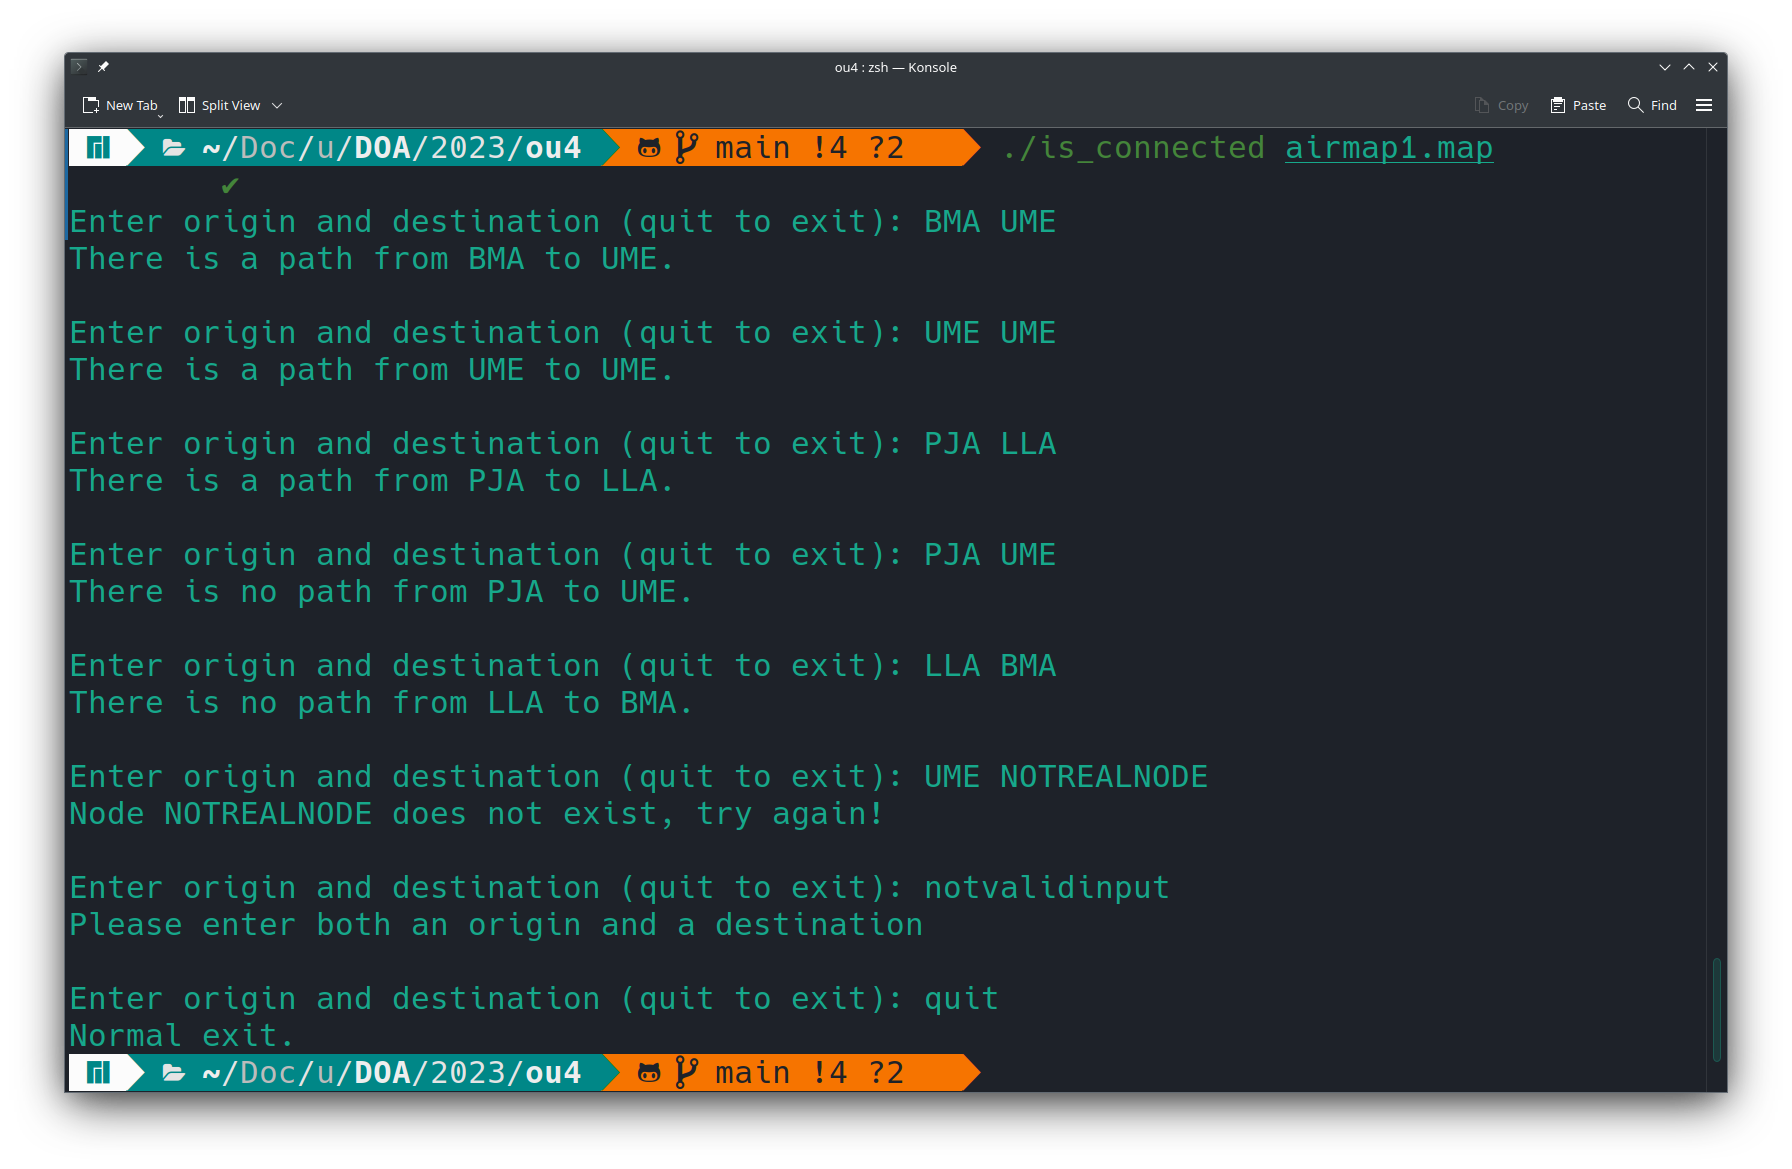 ou4 : zsh — Konsole
New Tab Split View Copy Paste Find
~/Doc/u/DOA/2023/ou4 main !4 ?2 ./is_connected airmap1.map
✔
Enter origin and destination (quit to exit): BMA UME
There is a path from BMA to UME.
Enter origin and destination (quit to exit): UME UME
There is a path from UME to UME.
Enter origin and destination (quit to exit): PJA LLA
There is a path from PJA to LLA.
Enter origin and destination (quit to exit): PJA UME
There is no path from PJA to UME.
Enter origin and destination (quit to exit): LLA BMA
There is no path from LLA to BMA.
Enter origin and destination (quit to exit): UME NOTREALNODE
Node NOTREALNODE does not exist, try again!
Enter origin and destination (quit to exit): notvalidinput
Please enter both an origin and a destination
Enter origin and destination (quit to exit): quit
Normal exit.
~/Doc/u/DOA/2023/ou4 main !4 ?2